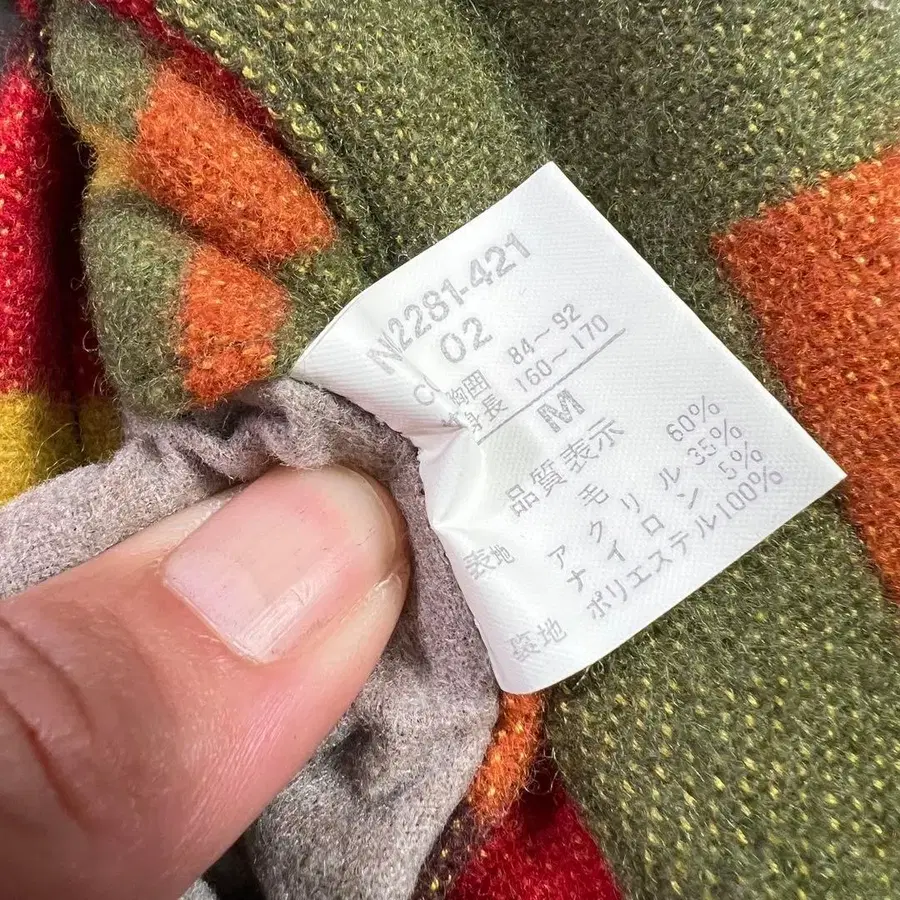 N2281-421
02
胸囲 84〜92
身長 160〜170
M
品質表示
表地 毛 60%
アクリル 35%
ナイロン 5%
裏地 ポリエステル100%